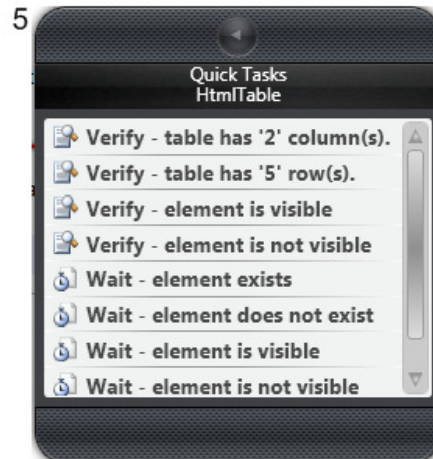 5
Quick Tasks
HtmlTable
Verify - table has '2' column(s).
Verify - table has '5' row(s).
Verify - element is visible
Verify - element is not visible
Wait - element exists
Wait - element does not exist
Wait - element is visible
Wait - element is not visible